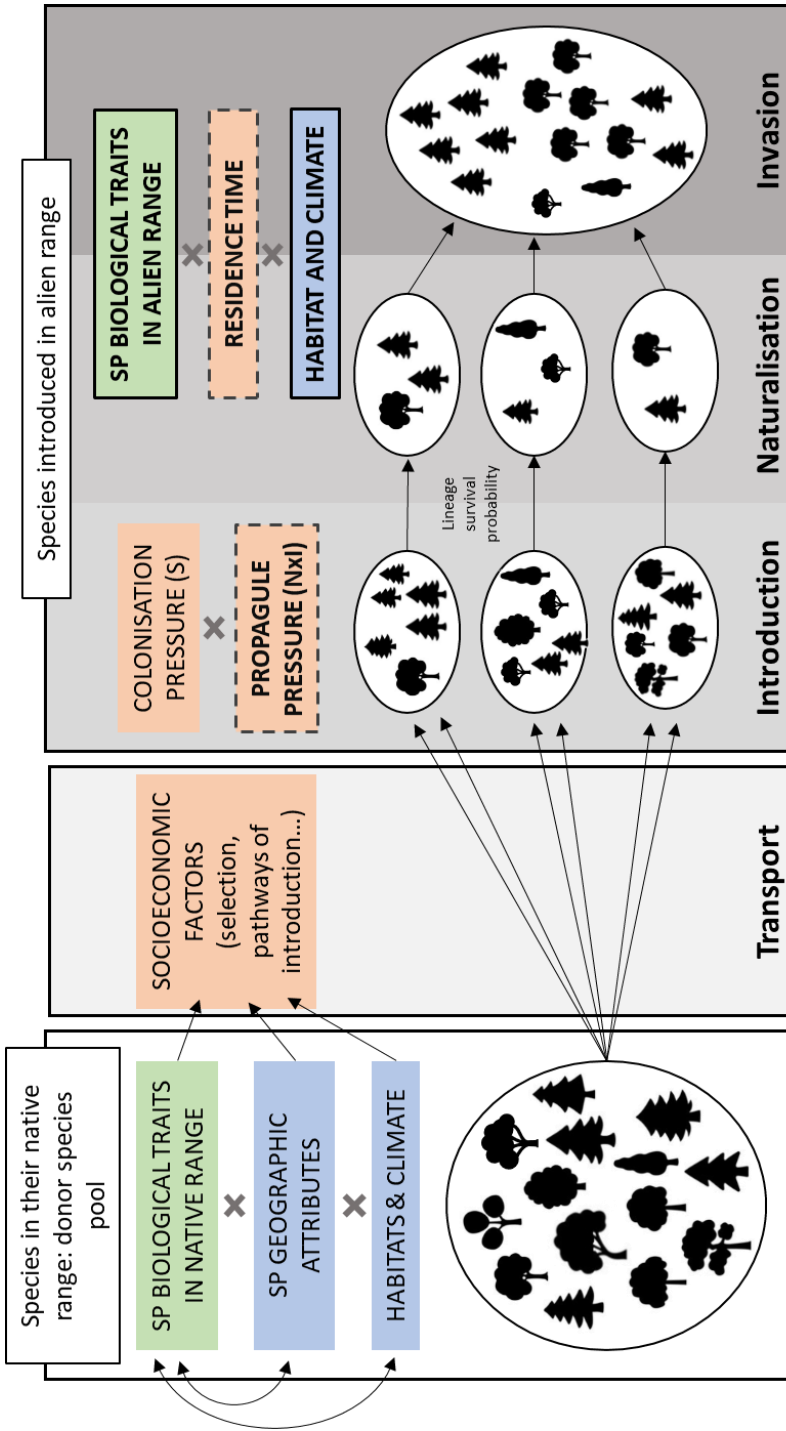 Species in their native
range: donor species
pool
SP BIOLOGICAL TRAITS
IN NATIVE RANGE
SP GEOGRAPHIC
ATTRIBUTES
HABITATS & CLIMATE
SOCIOECONOMIC
FACTORS
(selection,
pathways of
introduction...)
Transport
Species introduced in alien range
COLONISATION
PRESSURE (S)
PROPAGULE
PRESSURE (NxI)
Lineage
survival
probability
Introduction
SP BIOLOGICAL TRAITS
IN ALIEN RANGE
RESIDENCE TIME
HABITAT AND CLIMATE
Naturalisation
Invasion